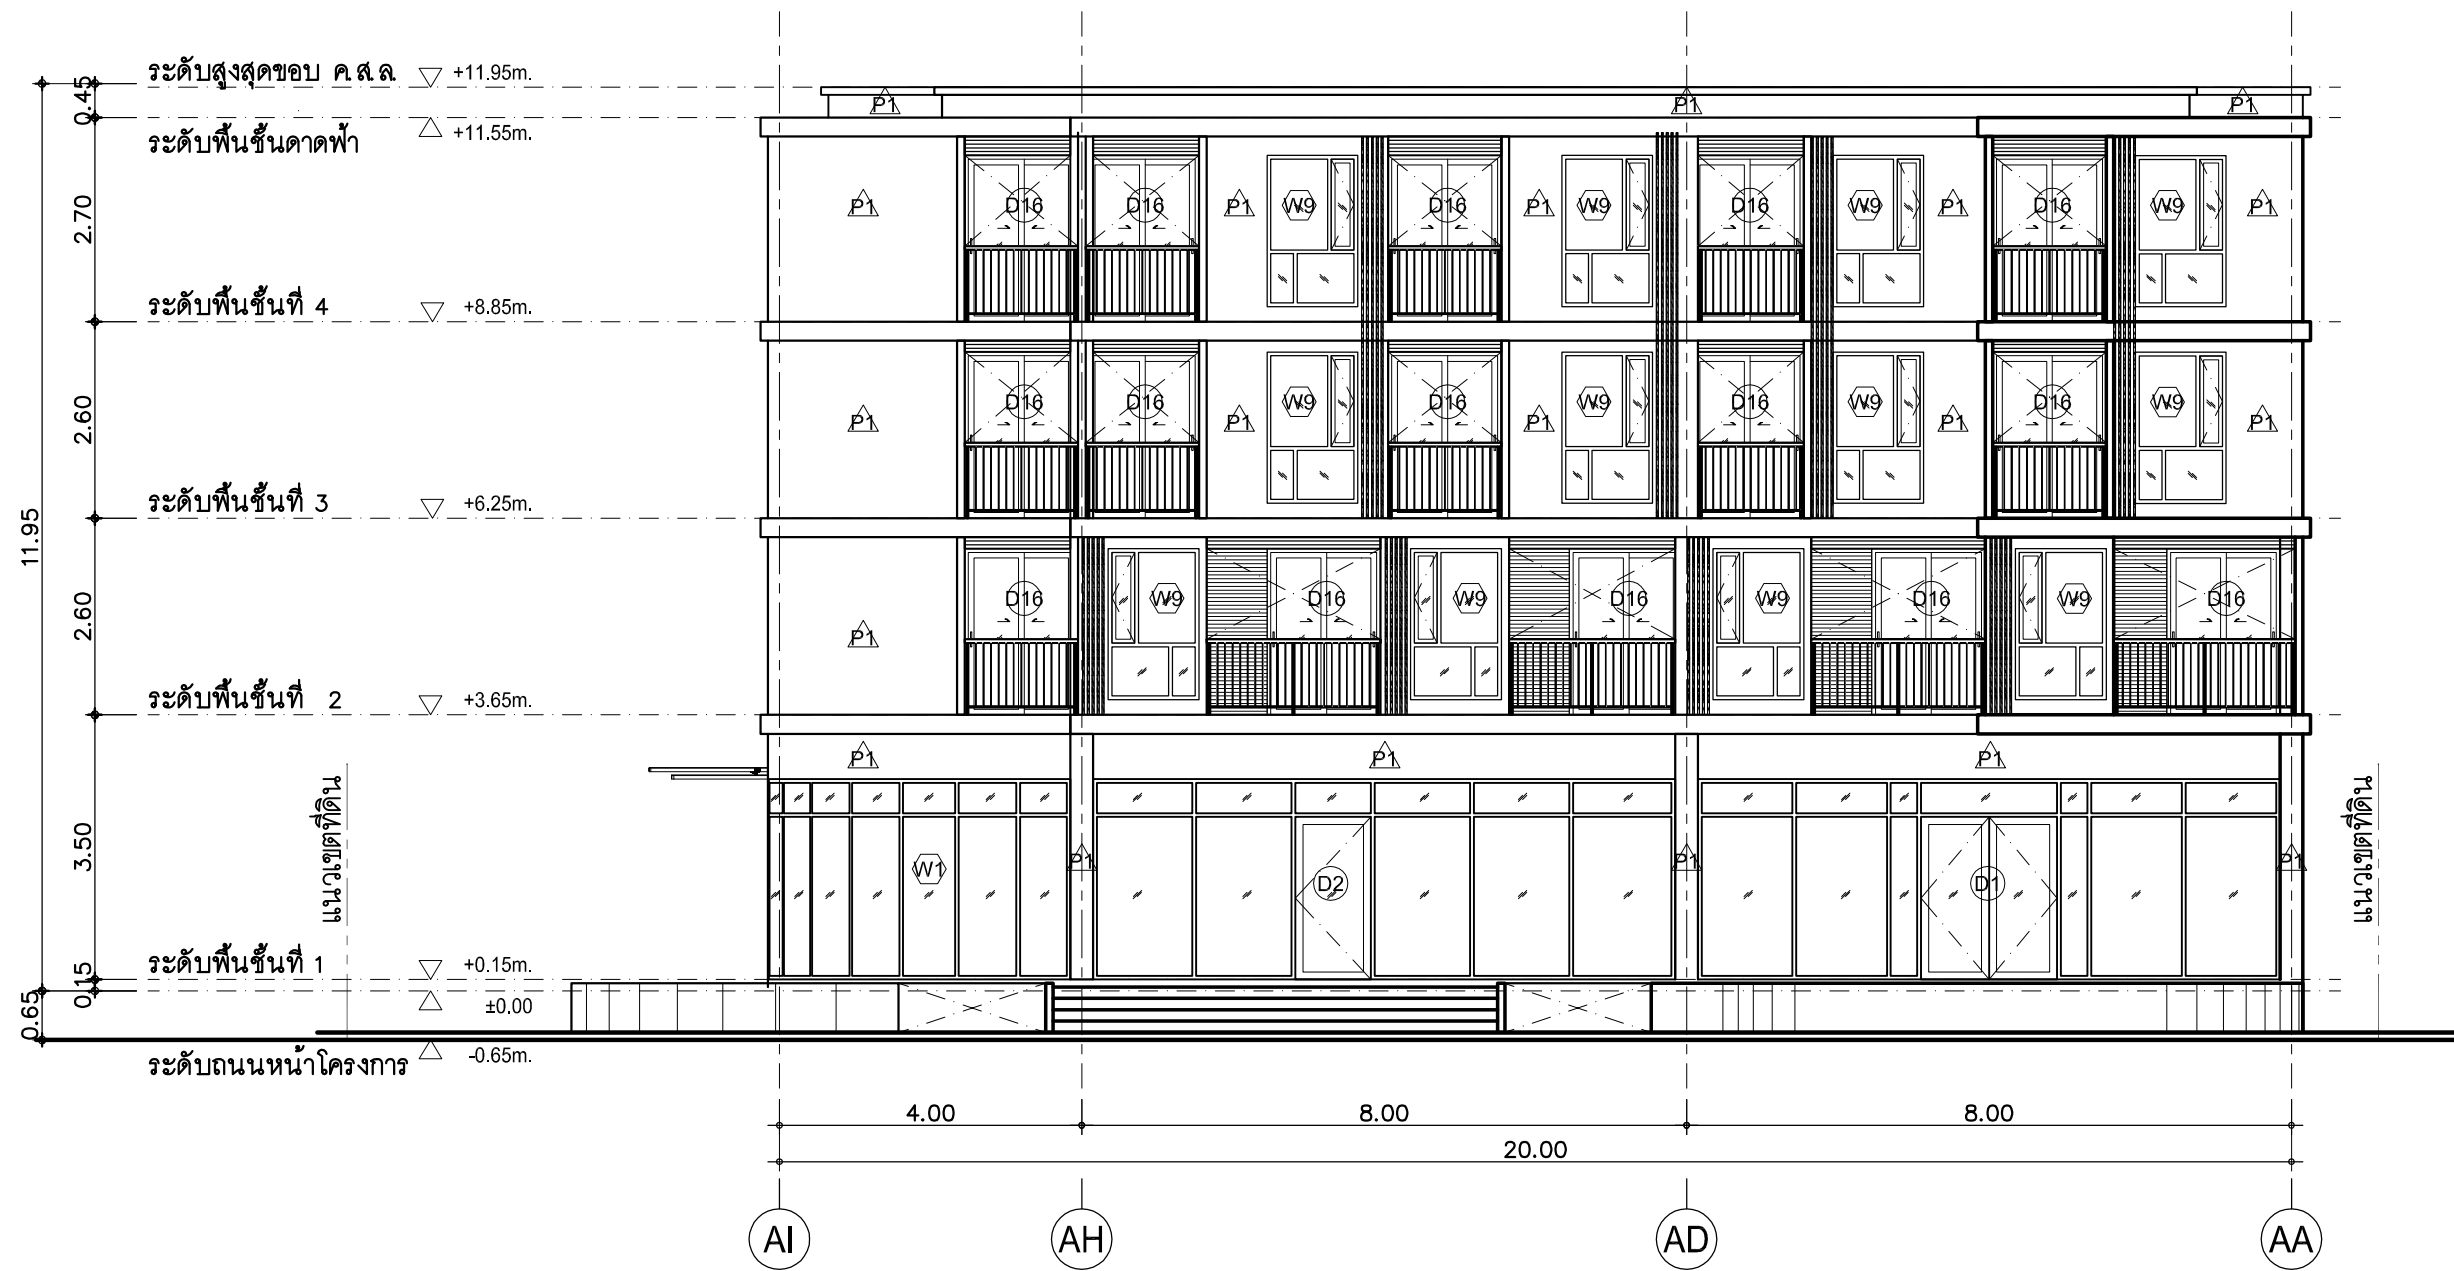 ระดับสูงสุดขอบ ค.ส.ล. +11.95m.
0.45
P1 P1 P1
ระดับพื้นชั้นดาดฟ้า +11.55m.
2.70
P1 D16 D16 P1 W9 D16 P1 W9 D16 W9 P1 D16 W9 P1
ระดับพื้นชั้นที่ 4 +8.85m.
2.60
P1 D16 D16 P1 W9 D16 P1 W9 D16 W9 P1 D16 W9 P1
ระดับพื้นชั้นที่ 3 +6.25m.
11.95
2.60
D16 W9 D16 W9 D16 W9 D16 W9 D16
P1
ระดับพื้นชั้นที่ 2 +3.65m.
P1 P1 P1
แนวเขตที่ดิน
3.50
W1 P1 D2 P1 D1 P1
แนวเขตที่ดิน
ระดับพื้นชั้นที่ 1 +0.15m.
0.15
±0.00
0.65
ระดับถนนหน้าโครงการ -0.65m.
4.00 8.00 8.00
20.00
AI AH AD AA